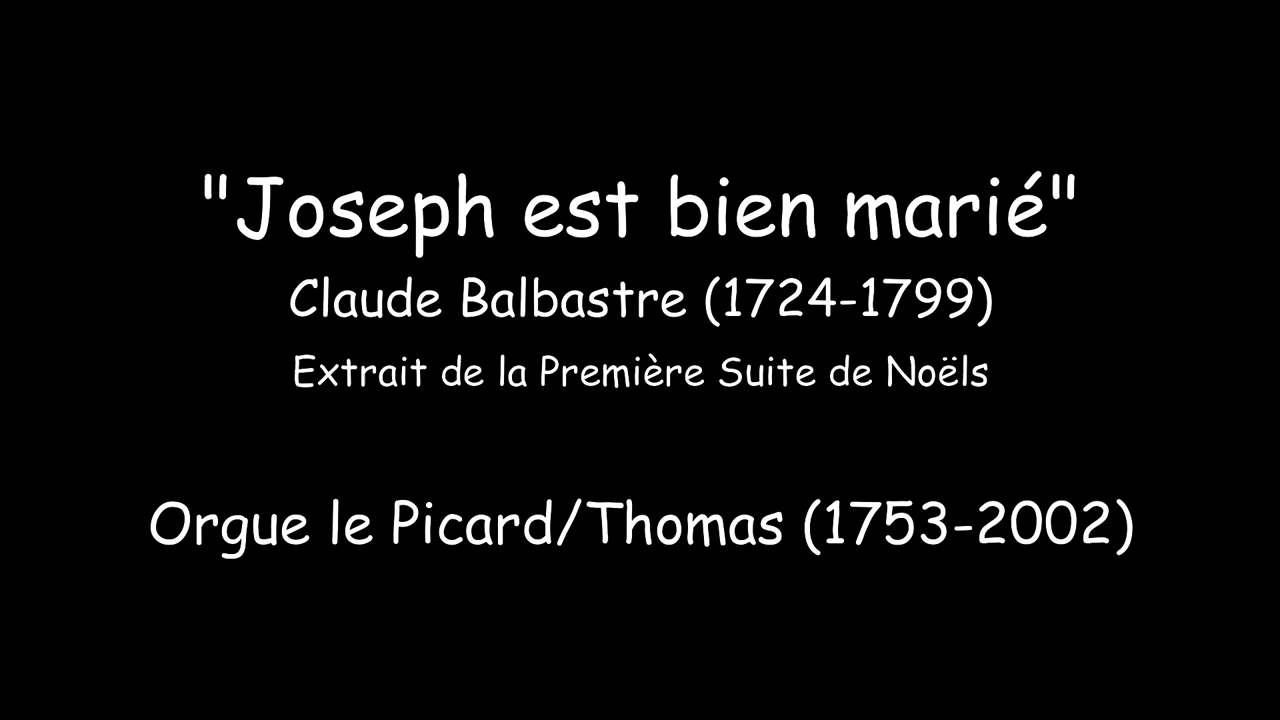 "Joseph est bien marié"
Claude Balbastre (1724-1799)
Extrait de la Première Suite de Noëls
Orgue le Picard/Thomas (1753-2002)